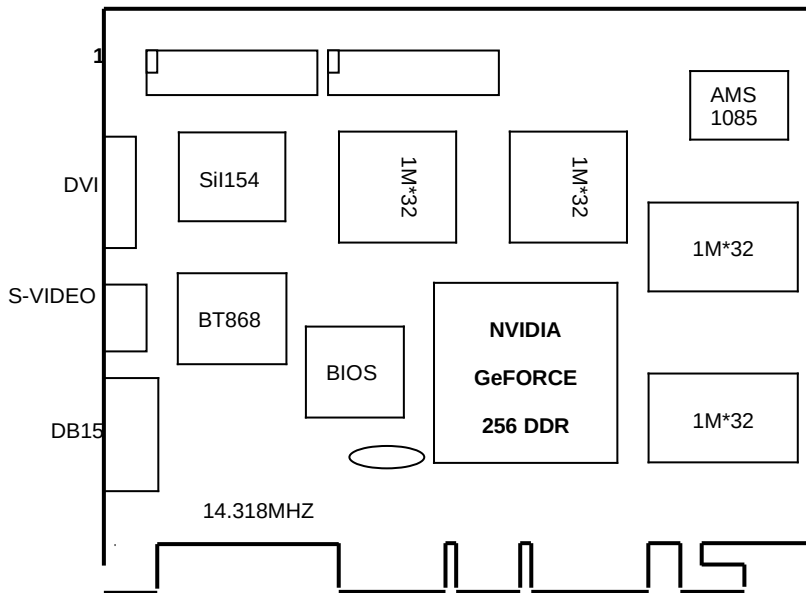 1
AMS
1085
DVI
SiI154
1M*32
1M*32
1M*32
S-VIDEO
BT868
NVIDIA
GeFORCE
256 DDR
BIOS
1M*32
DB15
14.318MHZ